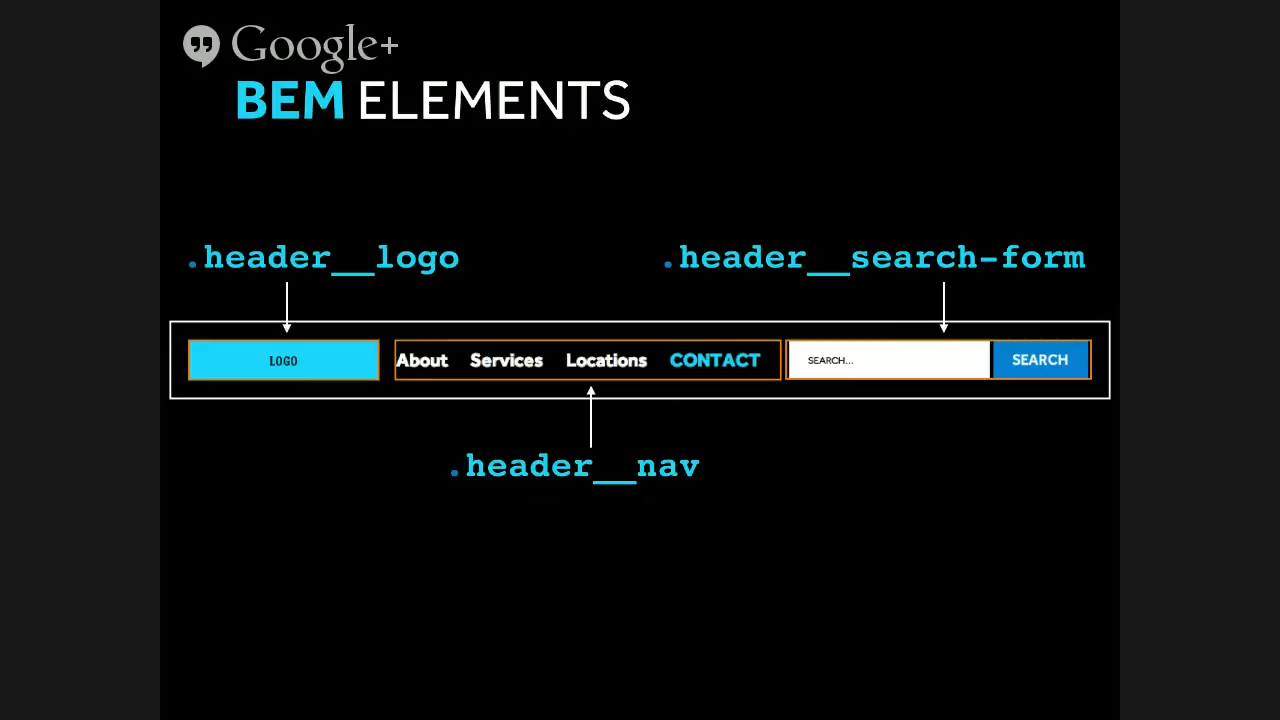 Google+
BEM ELEMENTS
.header__logo
.header__search-form
LOGO
About Services Locations CONTACT
SEARCH...
SEARCH
.header__nav